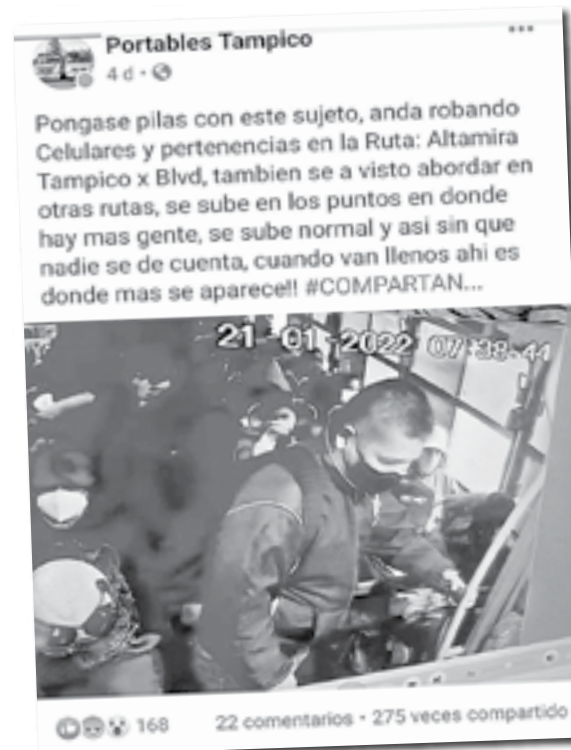 Portables Tampico
4 d ·
Pongase pilas con este sujeto, anda robando
Celulares y pertenencias en la Ruta: Altamira
Tampico x Blvd, tambien se a visto abordar en
otras rutas, se sube en los puntos en donde
hay mas gente, se sube normal y asi sin que
nadie se de cuenta, cuando van llenos ahi es
donde mas se aparece!! #COMPARTAN...
21-01-2022 07:38:44
168
22 comentarios · 275 veces compartido